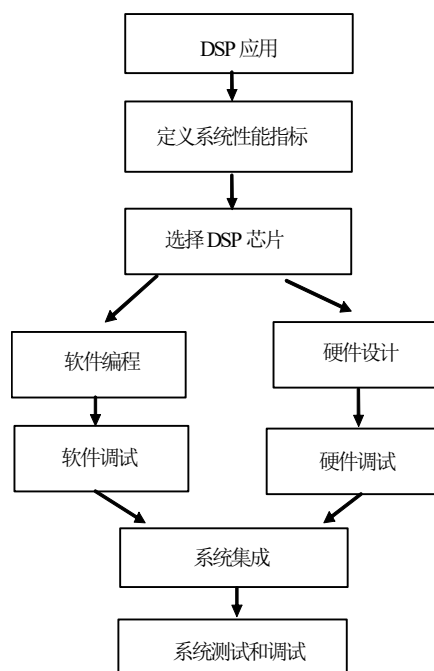 DSP 应用
定义系统性能指标
选择 DSP 芯片
软件编程
硬件设计
软件调试
硬件调试
系统集成
系统测试和调试